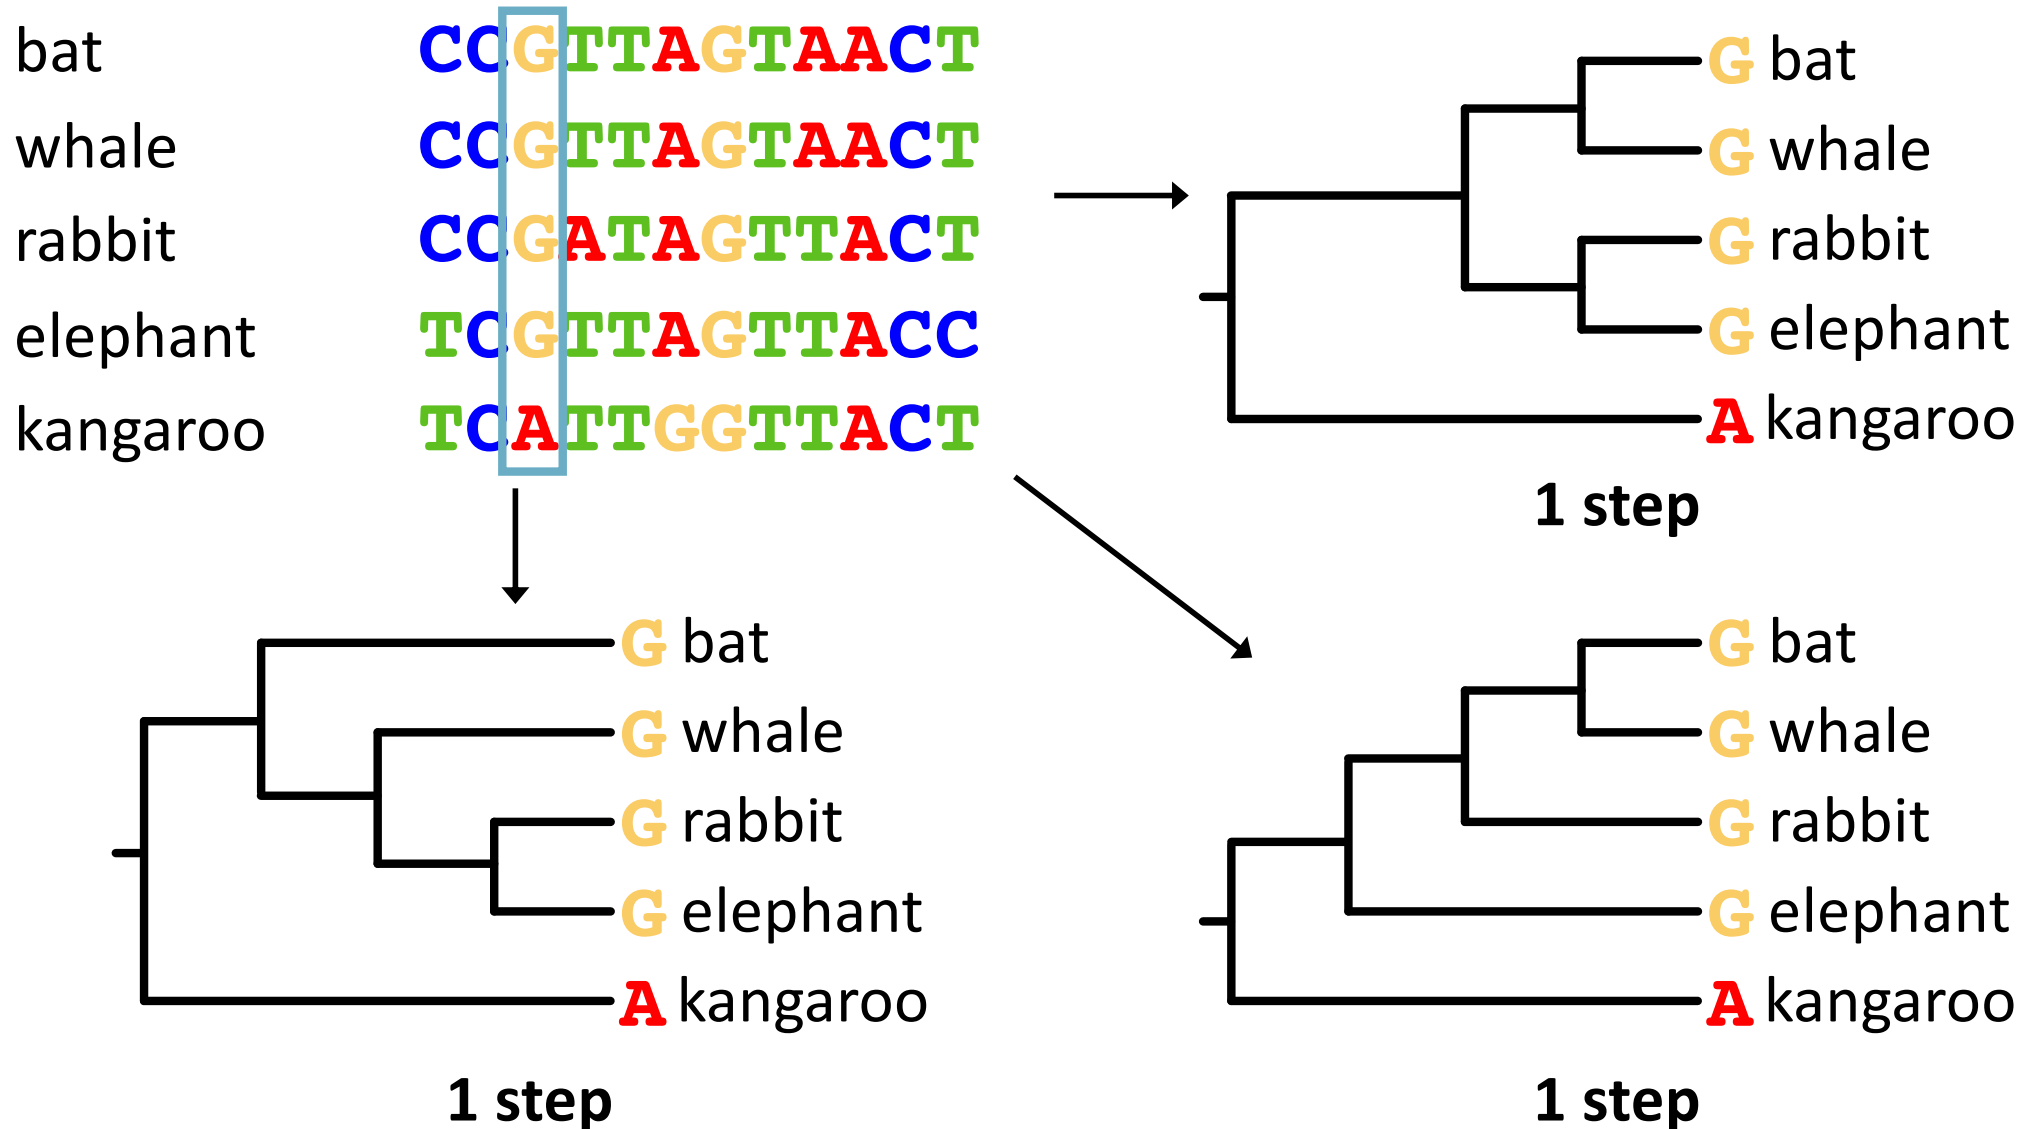 bat CCGTTAGTAACT
whale CCGTTAGTAACT
rabbit CCGATAGTTACT
elephant TCGTTAGTTACC
kangaroo TCATTGGTTACT
G bat
G whale
G rabbit
G elephant
A kangaroo
1 step
G bat
G whale
G rabbit
G elephant
A kangaroo
1 step
G bat
G whale
G rabbit
G elephant
A kangaroo
1 step